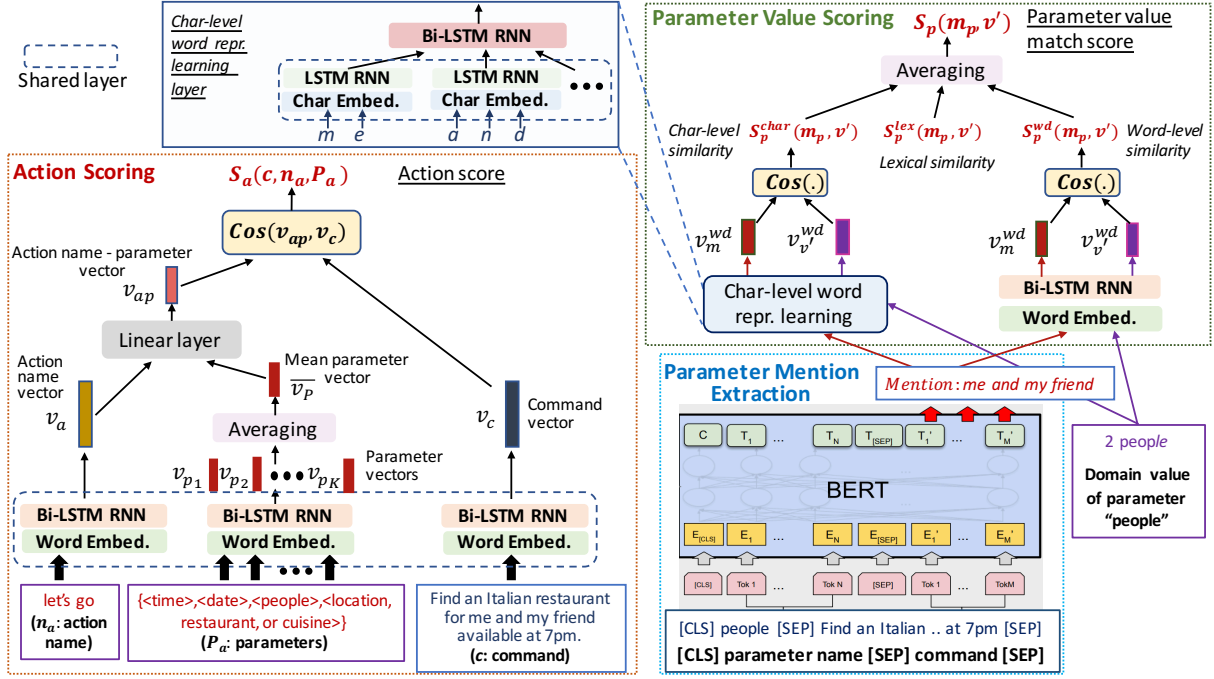 Shared layer
Char-level
word repr.
learning
layer
Bi-LSTM RNN
LSTM RNN
LSTM RNN
Char Embed.
Char Embed.
m e a n d
Action Scoring
S_a(c, n_a, P_a)
Action score
Cos(v_ap, v_c)
Action name - parameter
vector
v_ap
Linear layer
Action
name
vector
v_a
Mean parameter
vector
v̅_P
Averaging
v_p1 v_p2 ••• v_pK
Parameter
vectors
v_c
Command
vector
Bi-LSTM RNN
Bi-LSTM RNN
Bi-LSTM RNN
Word Embed.
Word Embed.
Word Embed.
let's go
(n_a: action
name)
{<time>,<date>,<people>,<location,
restaurant, or cuisine>}
(P_a: parameters)
Find an Italian restaurant
for me and my friend
available at 7pm.
(c: command)
Parameter Value Scoring
S_p(m_p, v')
Parameter value
match score
Averaging
Char-level
similarity
S_p^char(m_p, v')
S_p^lex(m_p, v')
Lexical similarity
S_p^wd(m_p, v')
Word-level
similarity
Cos(.)
Cos(.)
v_m^wd
v_v'^wd
v_m^wd
v_v'^wd
Char-level word
repr. learning
Bi-LSTM RNN
Word Embed.
Parameter Mention
Extraction
Mention: me and my friend
C T_1 ... T_N T_[SEP] T_1' ... T_M'
BERT
E_[CLS] E_1 ... E_N E_[SEP] E_1' ... E_M'
[CLS] Tok 1 ... Tok N [SEP] Tok 1 ... TokM
[CLS] people [SEP] Find an Italian .. at 7pm [SEP]
[CLS] parameter name [SEP] command [SEP]
2 people
Domain value
of parameter
"people"